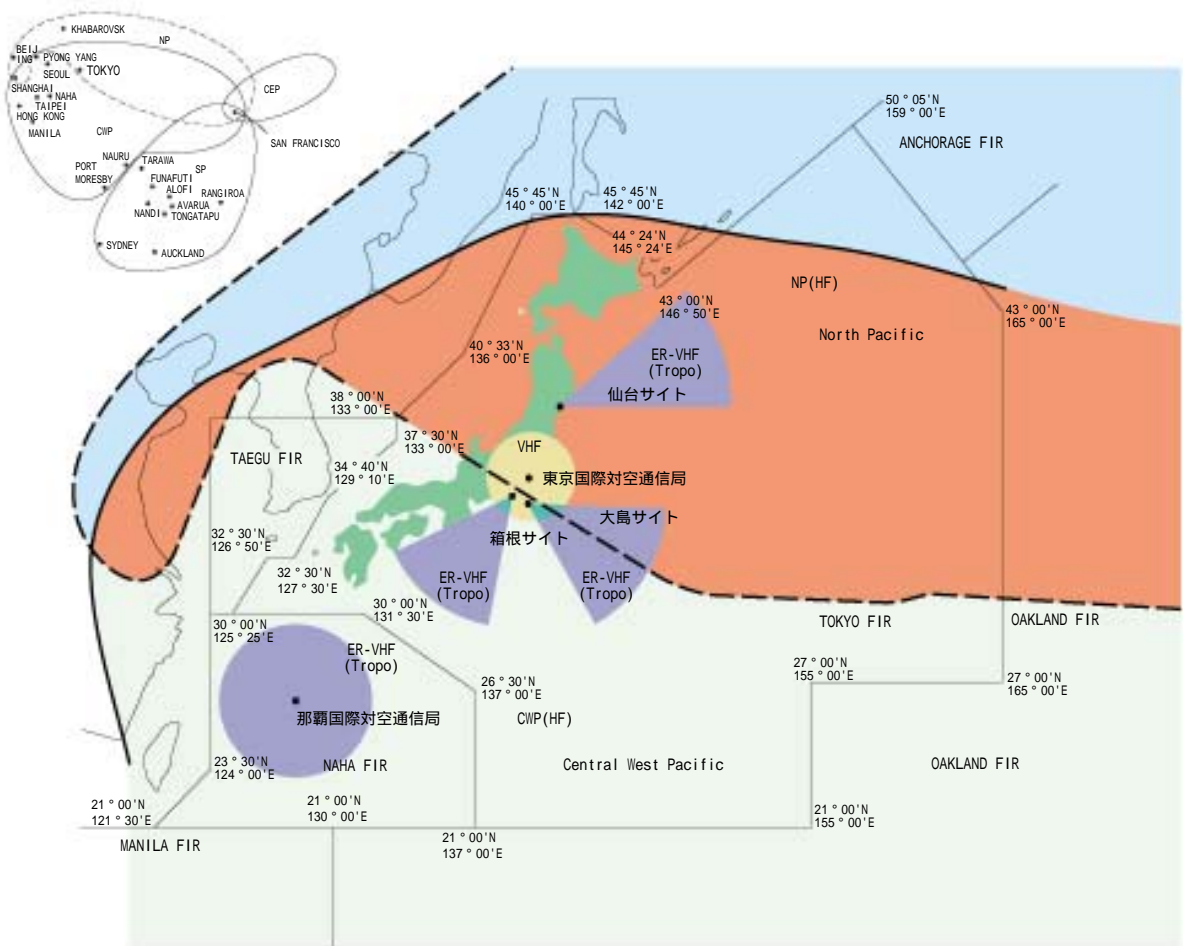 KHABAROVSK
NP
BEIJ
ING
PYONG YANG
SEOUL
TOKYO
SHANGHAI
NAHA
TAIPEI
HONG KONG
MANILA
CWP
CEP
SAN FRANCISCO
NAURU
PORT
MORESBY
TARAWA
SP
FUNAFUTI
ALOFI
RANGIROA
AVARUA
NANDI
TONGATAPU
SYDNEY
AUCKLAND
50°05'N
159°00'E
ANCHORAGE FIR
45°45'N
140°00'E
45°45'N
142°00'E
44°24'N
145°24'E
NP(HF)
43°00'N
146°50'E
43°00'N
165°00'E
North Pacific
40°33'N
136°00'E
ER-VHF
(Tropo)
仙台サイト
38°00'N
133°00'E
37°30'N
133°00'E
VHF
TAEGU FIR
34°40'N
129°10'E
東京国際対空通信局
大島サイト
箱根サイト
32°30'N
126°50'E
32°30'N
127°30'E
ER-VHF
(Tropo)
ER-VHF
(Tropo)
30°00'N
131°30'E
30°00'N
125°25'E
TOKYO FIR
OAKLAND FIR
ER-VHF
(Tropo)
27°00'N
155°00'E
27°00'N
165°00'E
26°30'N
137°00'E
那覇国際対空通信局
CWP(HF)
23°30'N
124°00'E
NAHA FIR
Central West Pacific
OAKLAND FIR
21°00'N
121°30'E
21°00'N
130°00'E
21°00'N
155°00'E
21°00'N
137°00'E
MANILA FIR